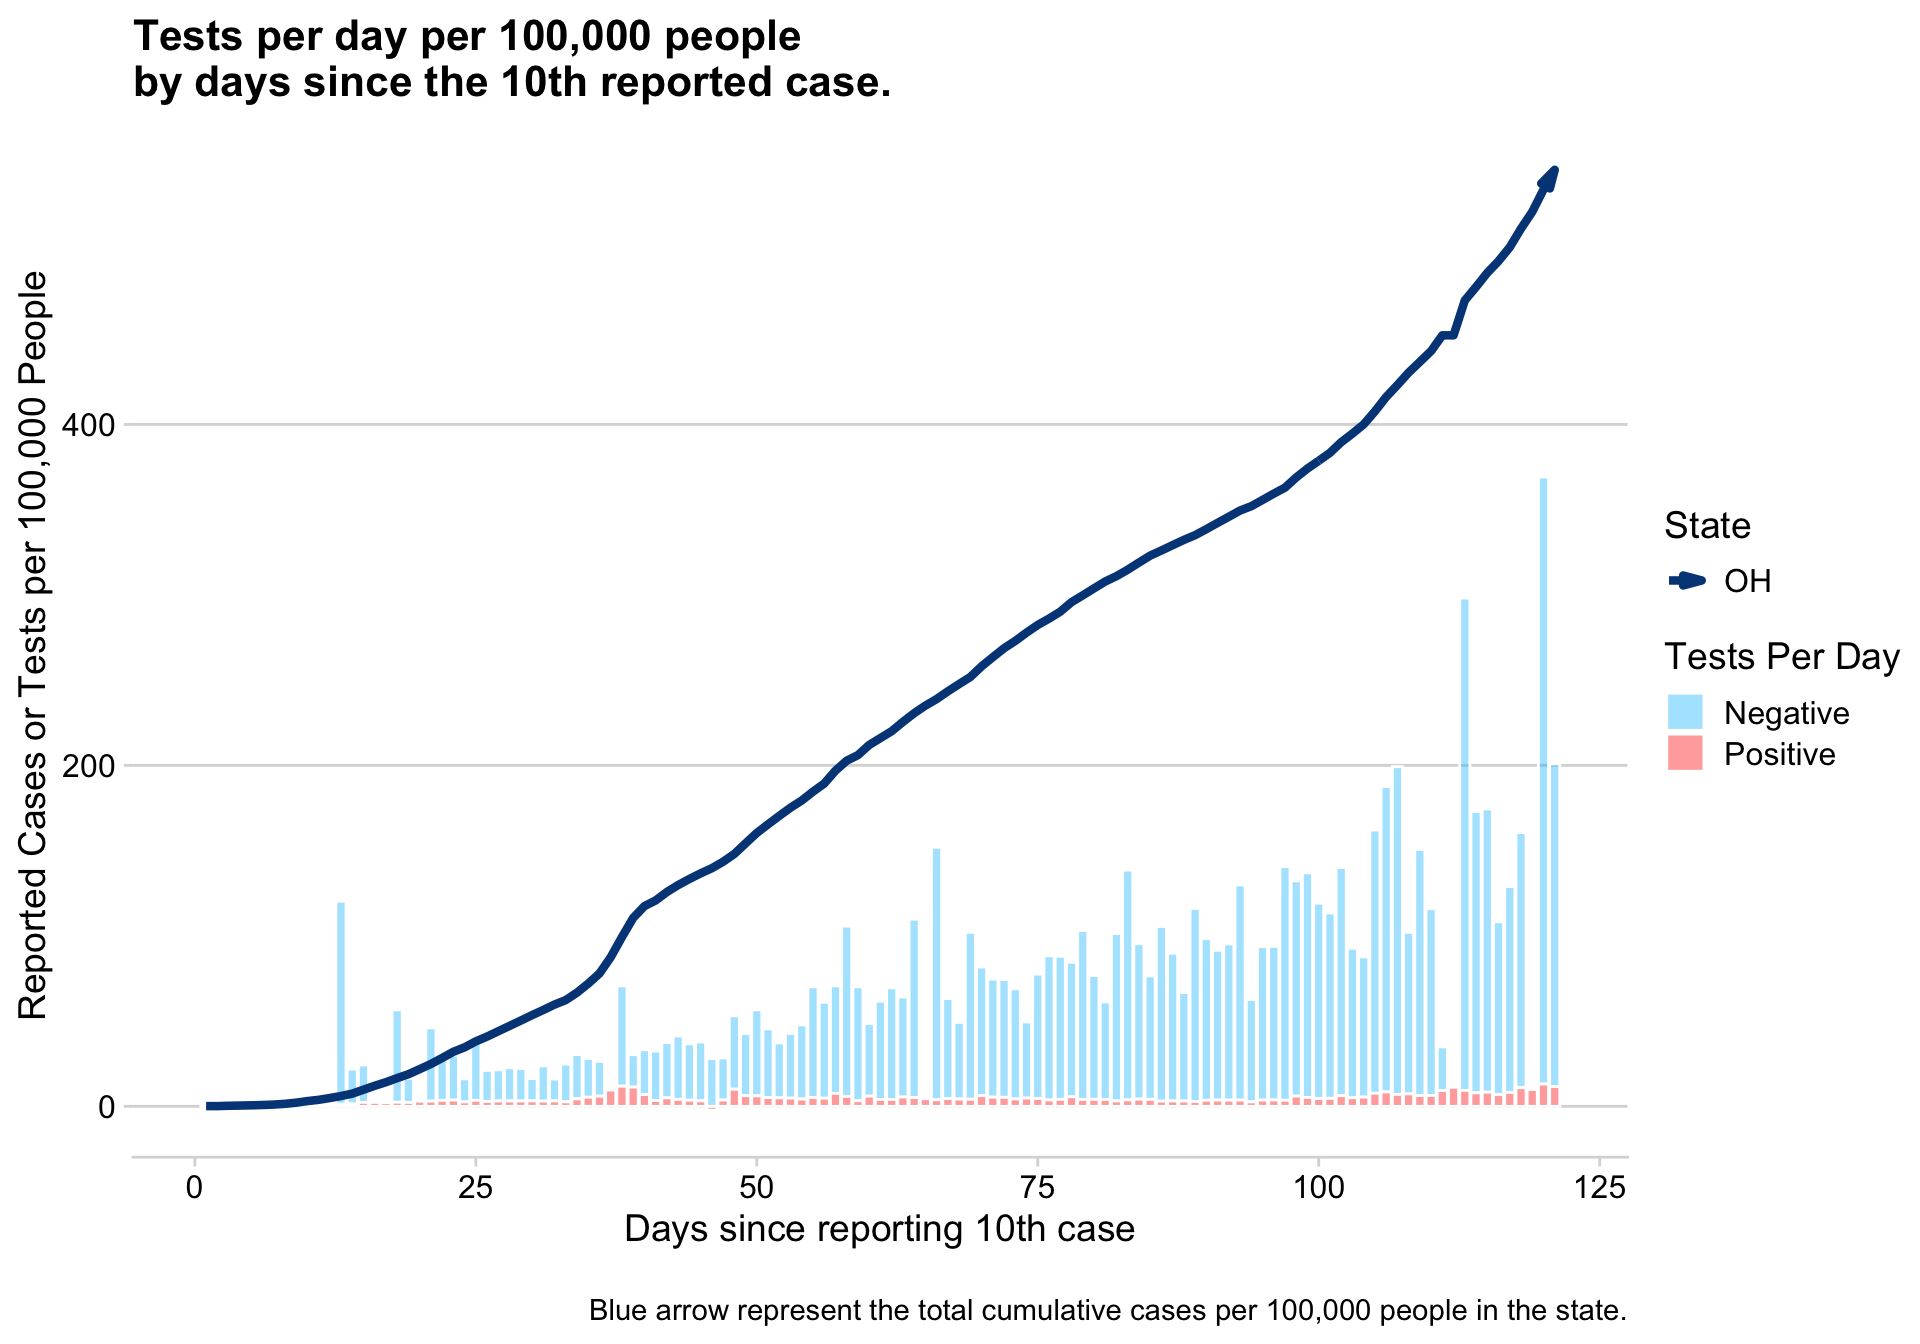 Tests per day per 100,000 people
by days since the 10th reported case.
Reported Cases or Tests per 100,000 People
400
200
0
0
25
50
75
100
125
Days since reporting 10th case
State
OH
Tests Per Day
Negative
Positive
Blue arrow represent the total cumulative cases per 100,000 people in the state.